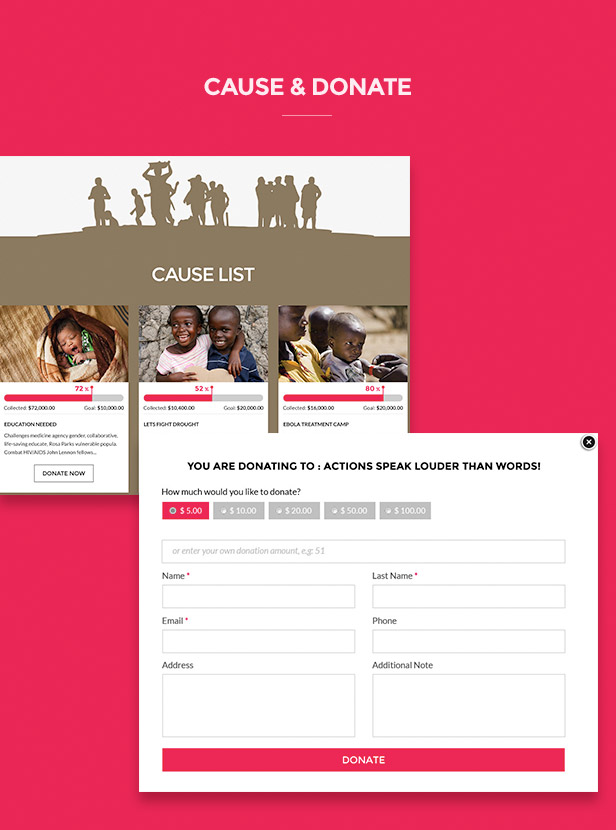 CAUSE & DONATE
CAUSE LIST
72 %
52 %
80 %
Collected: $72,000.00 Goal: $10,000.00
Collected: $10,400.00 Goal: $20,000.00
Collected: $16,000.00 Goal: $20,000.00
EDUCATION NEEDED
LETS FIGHT DROUGHT
EBOLA TREATMENT CAMP
Challenges medicine agency gender, collaborative,
life-saving educate, Rosa Parks vulnerable popula.
Combat HIV/AIDS John Lennon fellows...
DONATE NOW
YOU ARE DONATING TO : ACTIONS SPEAK LOUDER THAN WORDS!
How much would you like to donate?
$ 5.00 $ 10.00 $ 20.00 $ 50.00 $ 100.00
or enter your own donation amount, e.g: 51
Name * Last Name *
Email * Phone
Address Additional Note
DONATE